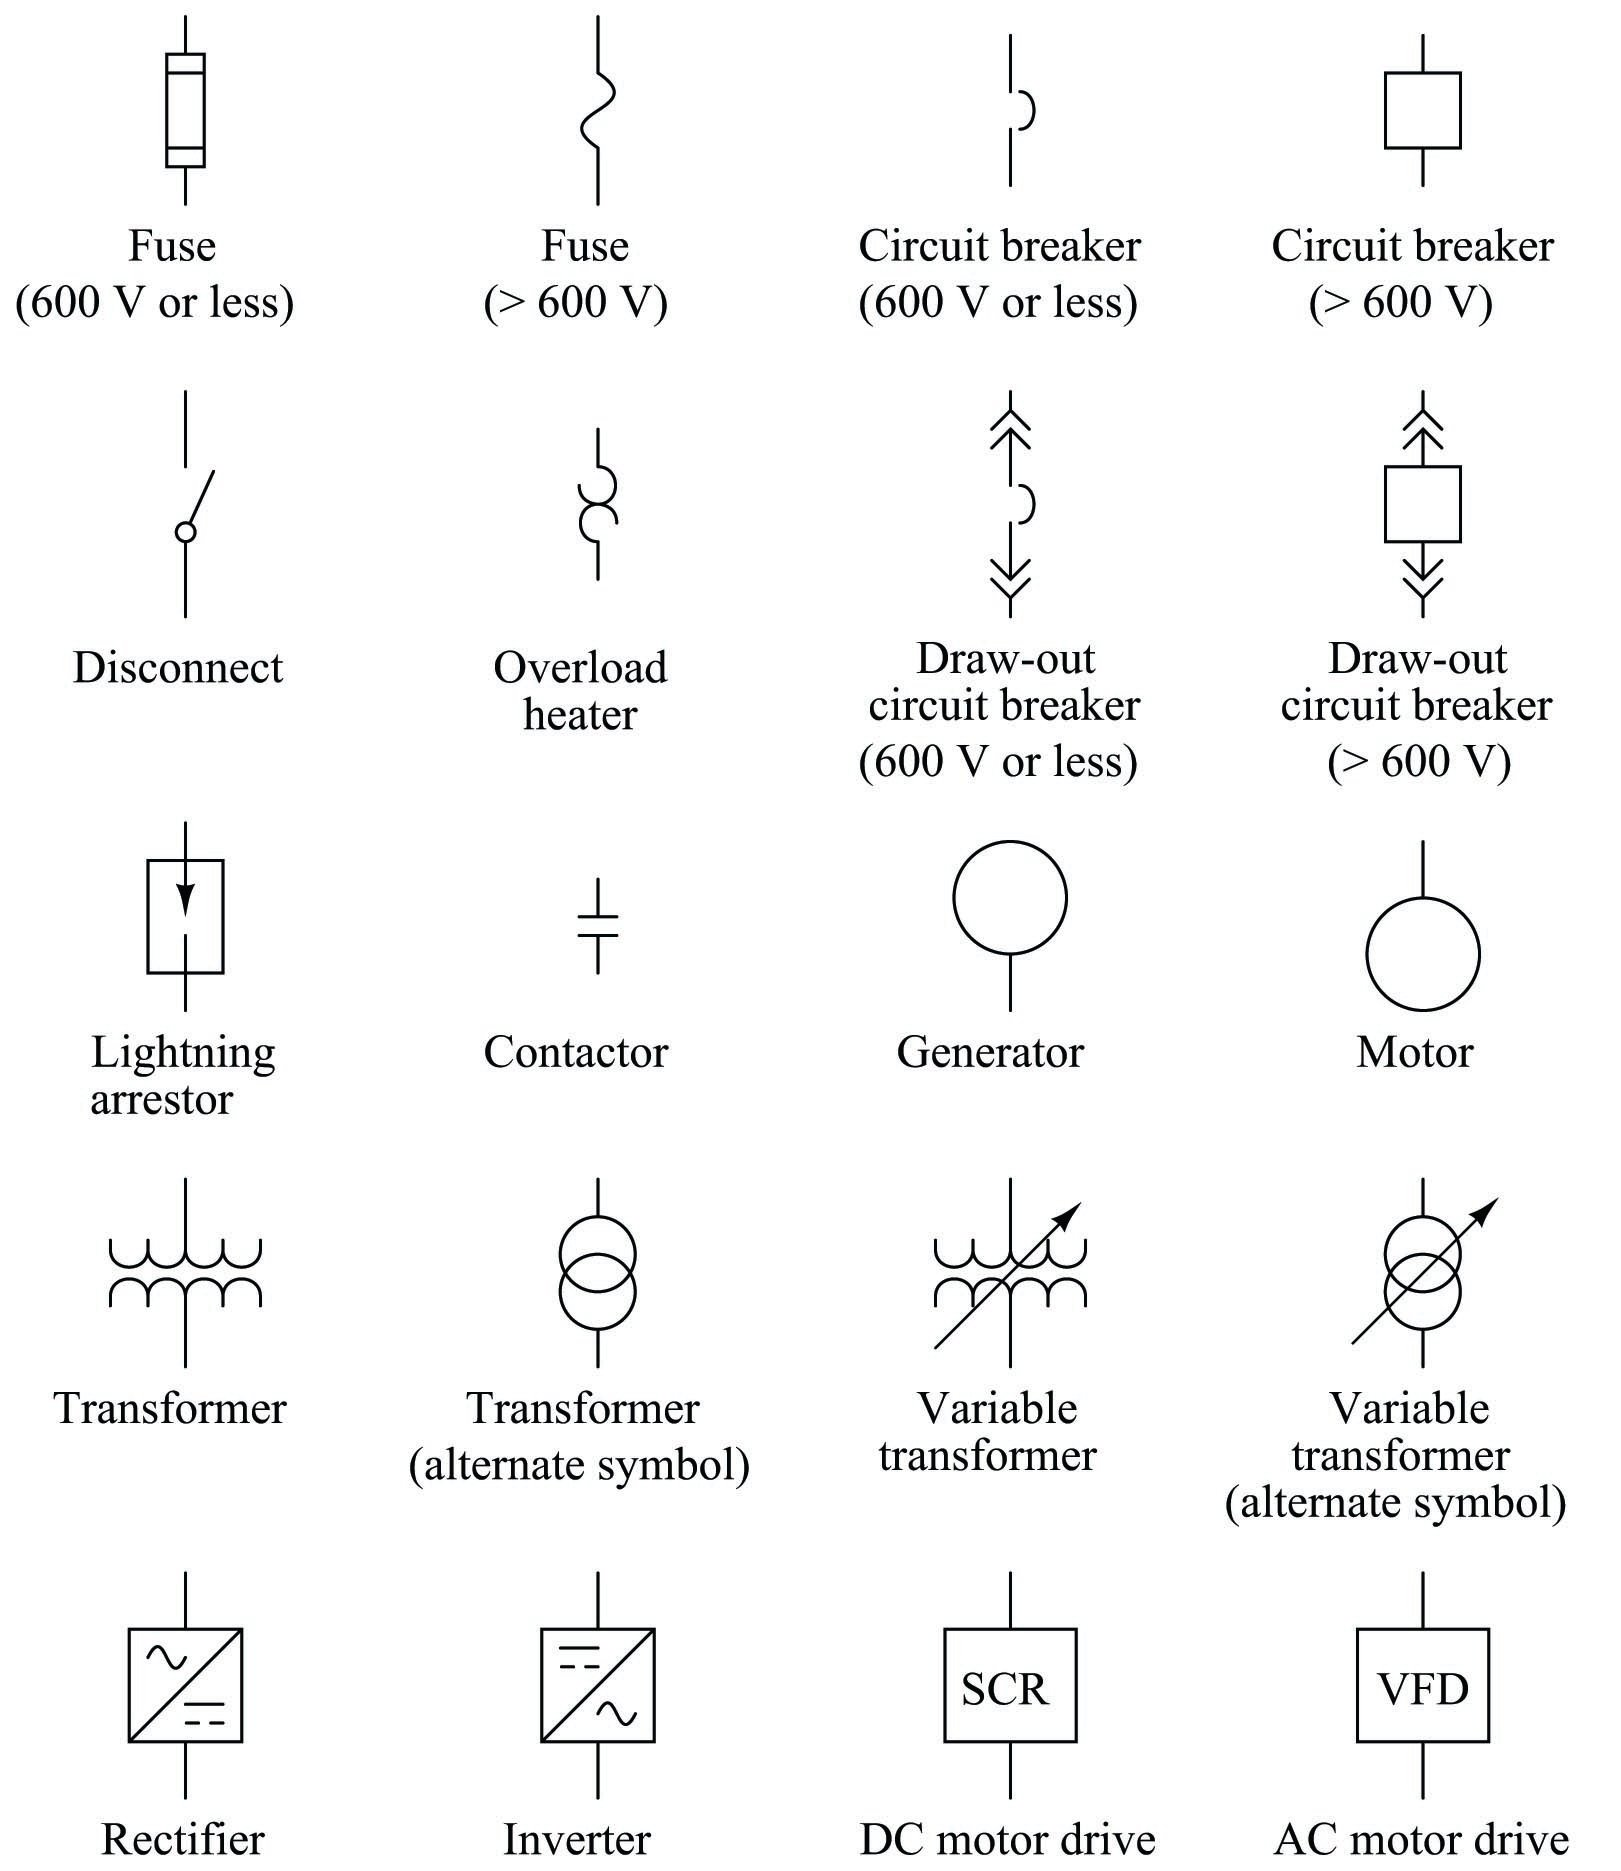 Fuse
(600 V or less)
Fuse
(> 600 V)
Circuit breaker
(600 V or less)
Circuit breaker
(> 600 V)
Disconnect
Overload
heater
Draw-out
circuit breaker
(600 V or less)
Draw-out
circuit breaker
(> 600 V)
Lightning
arrestor
Contactor
Generator
Motor
Transformer
Transformer
(alternate symbol)
Variable
transformer
Variable
transformer
(alternate symbol)
Rectifier
Inverter
SCR
DC motor drive
VFD
AC motor drive